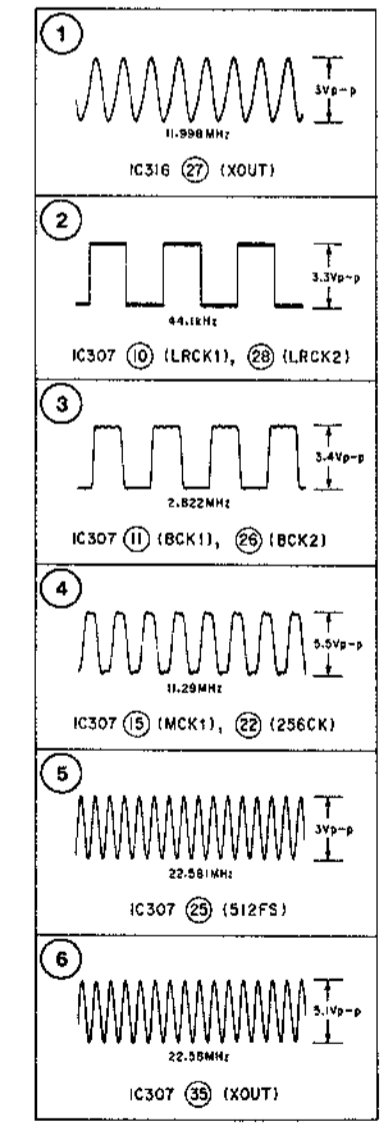 1
3Vp-p
11.998MHz
IC316 27 (XOUT)
2
3.3Vp-p
44.1kHz
IC307 10 (LRCK1), 28 (LRCK2)
3
3.4Vp-p
2.822MHz
IC307 11 (BCK1), 26 (BCK2)
4
5.5Vp-p
11.29MHz
IC307 15 (MCK1), 22 (256CK)
5
3Vp-p
22.581MHz
IC307 25 (512FS)
6
5.1Vp-p
22.58MHz
IC307 35 (XOUT)